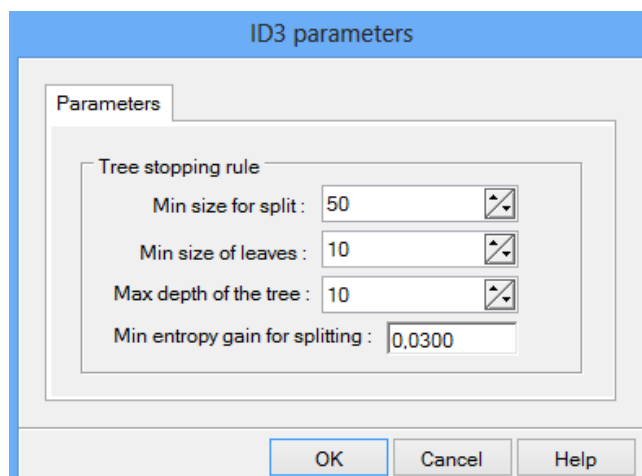 ID3 parameters
Parameters
Tree stopping rule
Min size for split : 50
Min size of leaves : 10
Max depth of the tree : 10
Min entropy gain for splitting : 0,0300
OK Cancel Help